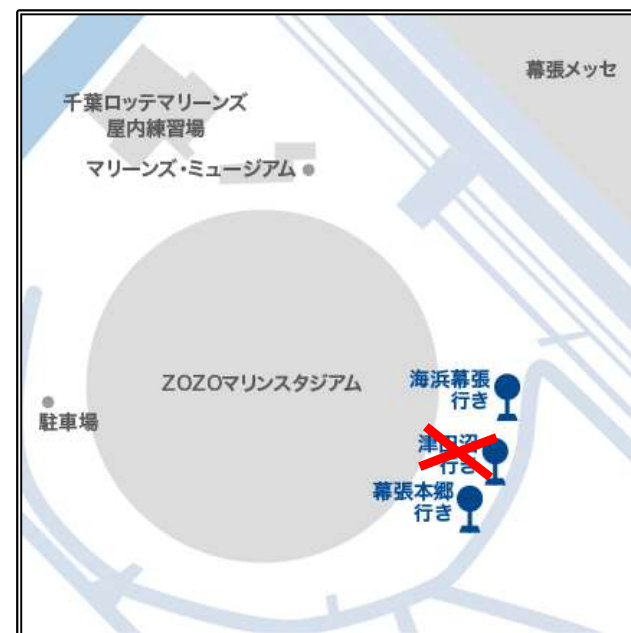 幕張メッセ
千葉ロッテマリーンズ
屋内練習場
マリーンズ・ミュージアム
ZOZOマリンスタジアム
駐車場
海浜幕張
行き
津田沼
行き
幕張本郷
行き